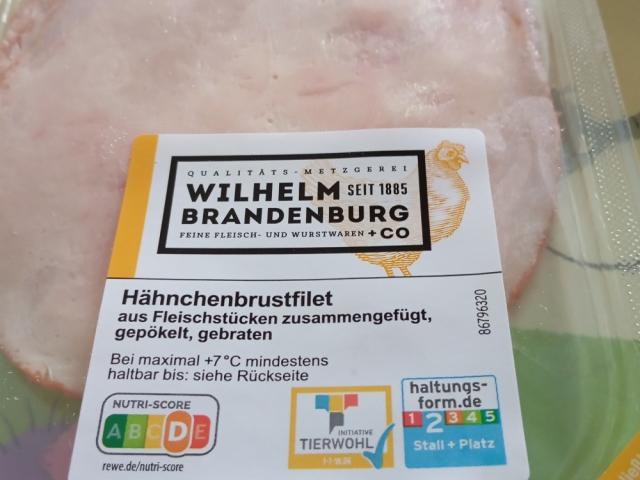 QUALITÄTS-METZGEREI
WILHELM SEIT 1885
BRANDENBURG
FEINE FLEISCH- UND WURSTWAREN + CO
Hähnchenbrustfilet
aus Fleischstücken zusammengefügt,
gepökelt, gebraten
86796320
Bei maximal +7°C mindestens
haltbar bis: siehe Rückseite
NUTRI-SCORE
ABCDE
rewe.de/nutri-score
INITIATIVE
TIERWOHL
haltungs-
form.de
1 2 3 4 5
Stall + Platz